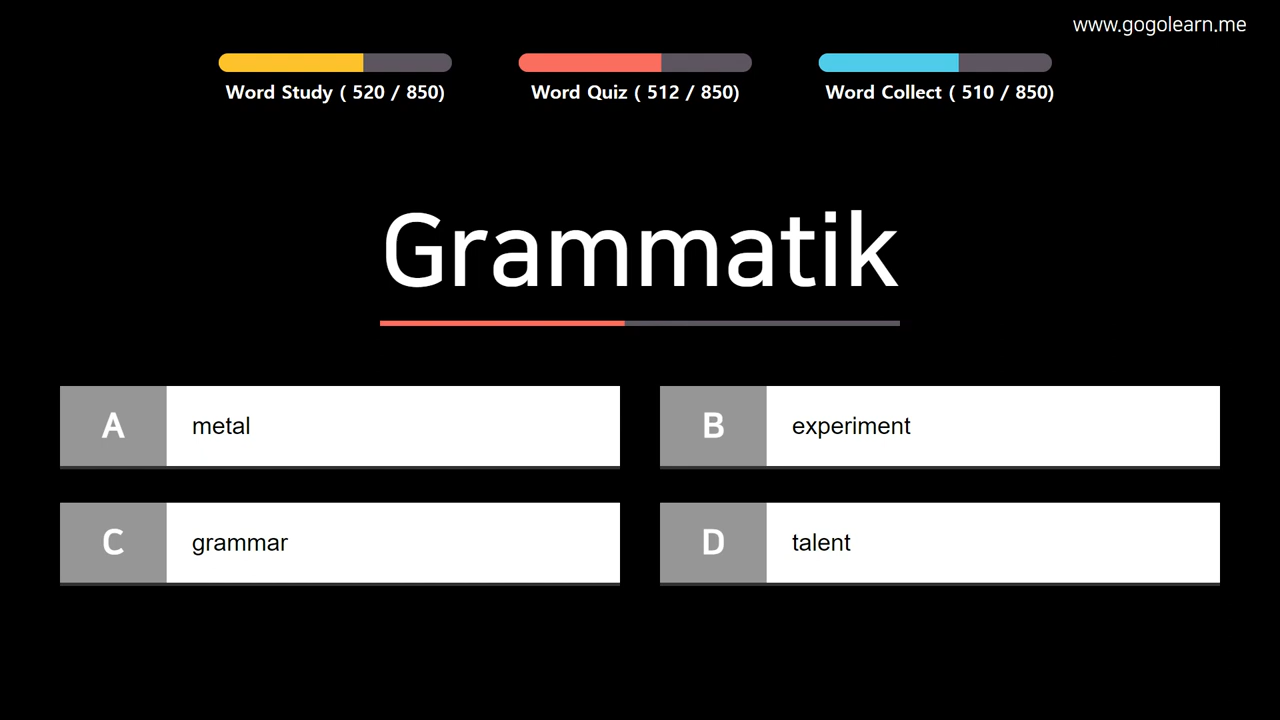 www.gogolearn.me
Word Study ( 520 / 850)
Word Quiz ( 512 / 850)
Word Collect ( 510 / 850)
Grammatik
A metal
B experiment
C grammar
D talent